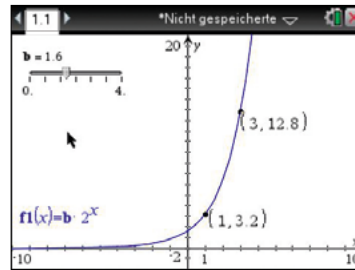 1.1 *Nicht gespeicherte
20 y
b = 1.6
0. 4.
(3, 12.8)
f1(x)=b· 2ˣ
(1, 3.2)
-10 -2 1 x 10